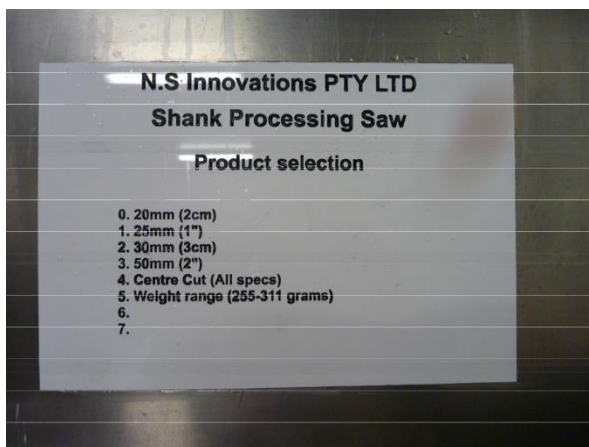 N.S Innovations PTY LTD
Shank Processing Saw
Product selection
0. 20mm (2cm)
1. 25mm (1")
2. 30mm (3cm)
3. 50mm (2")
4. Centre Cut (All specs)
5. Weight range (255-311 grams)
6.
7.